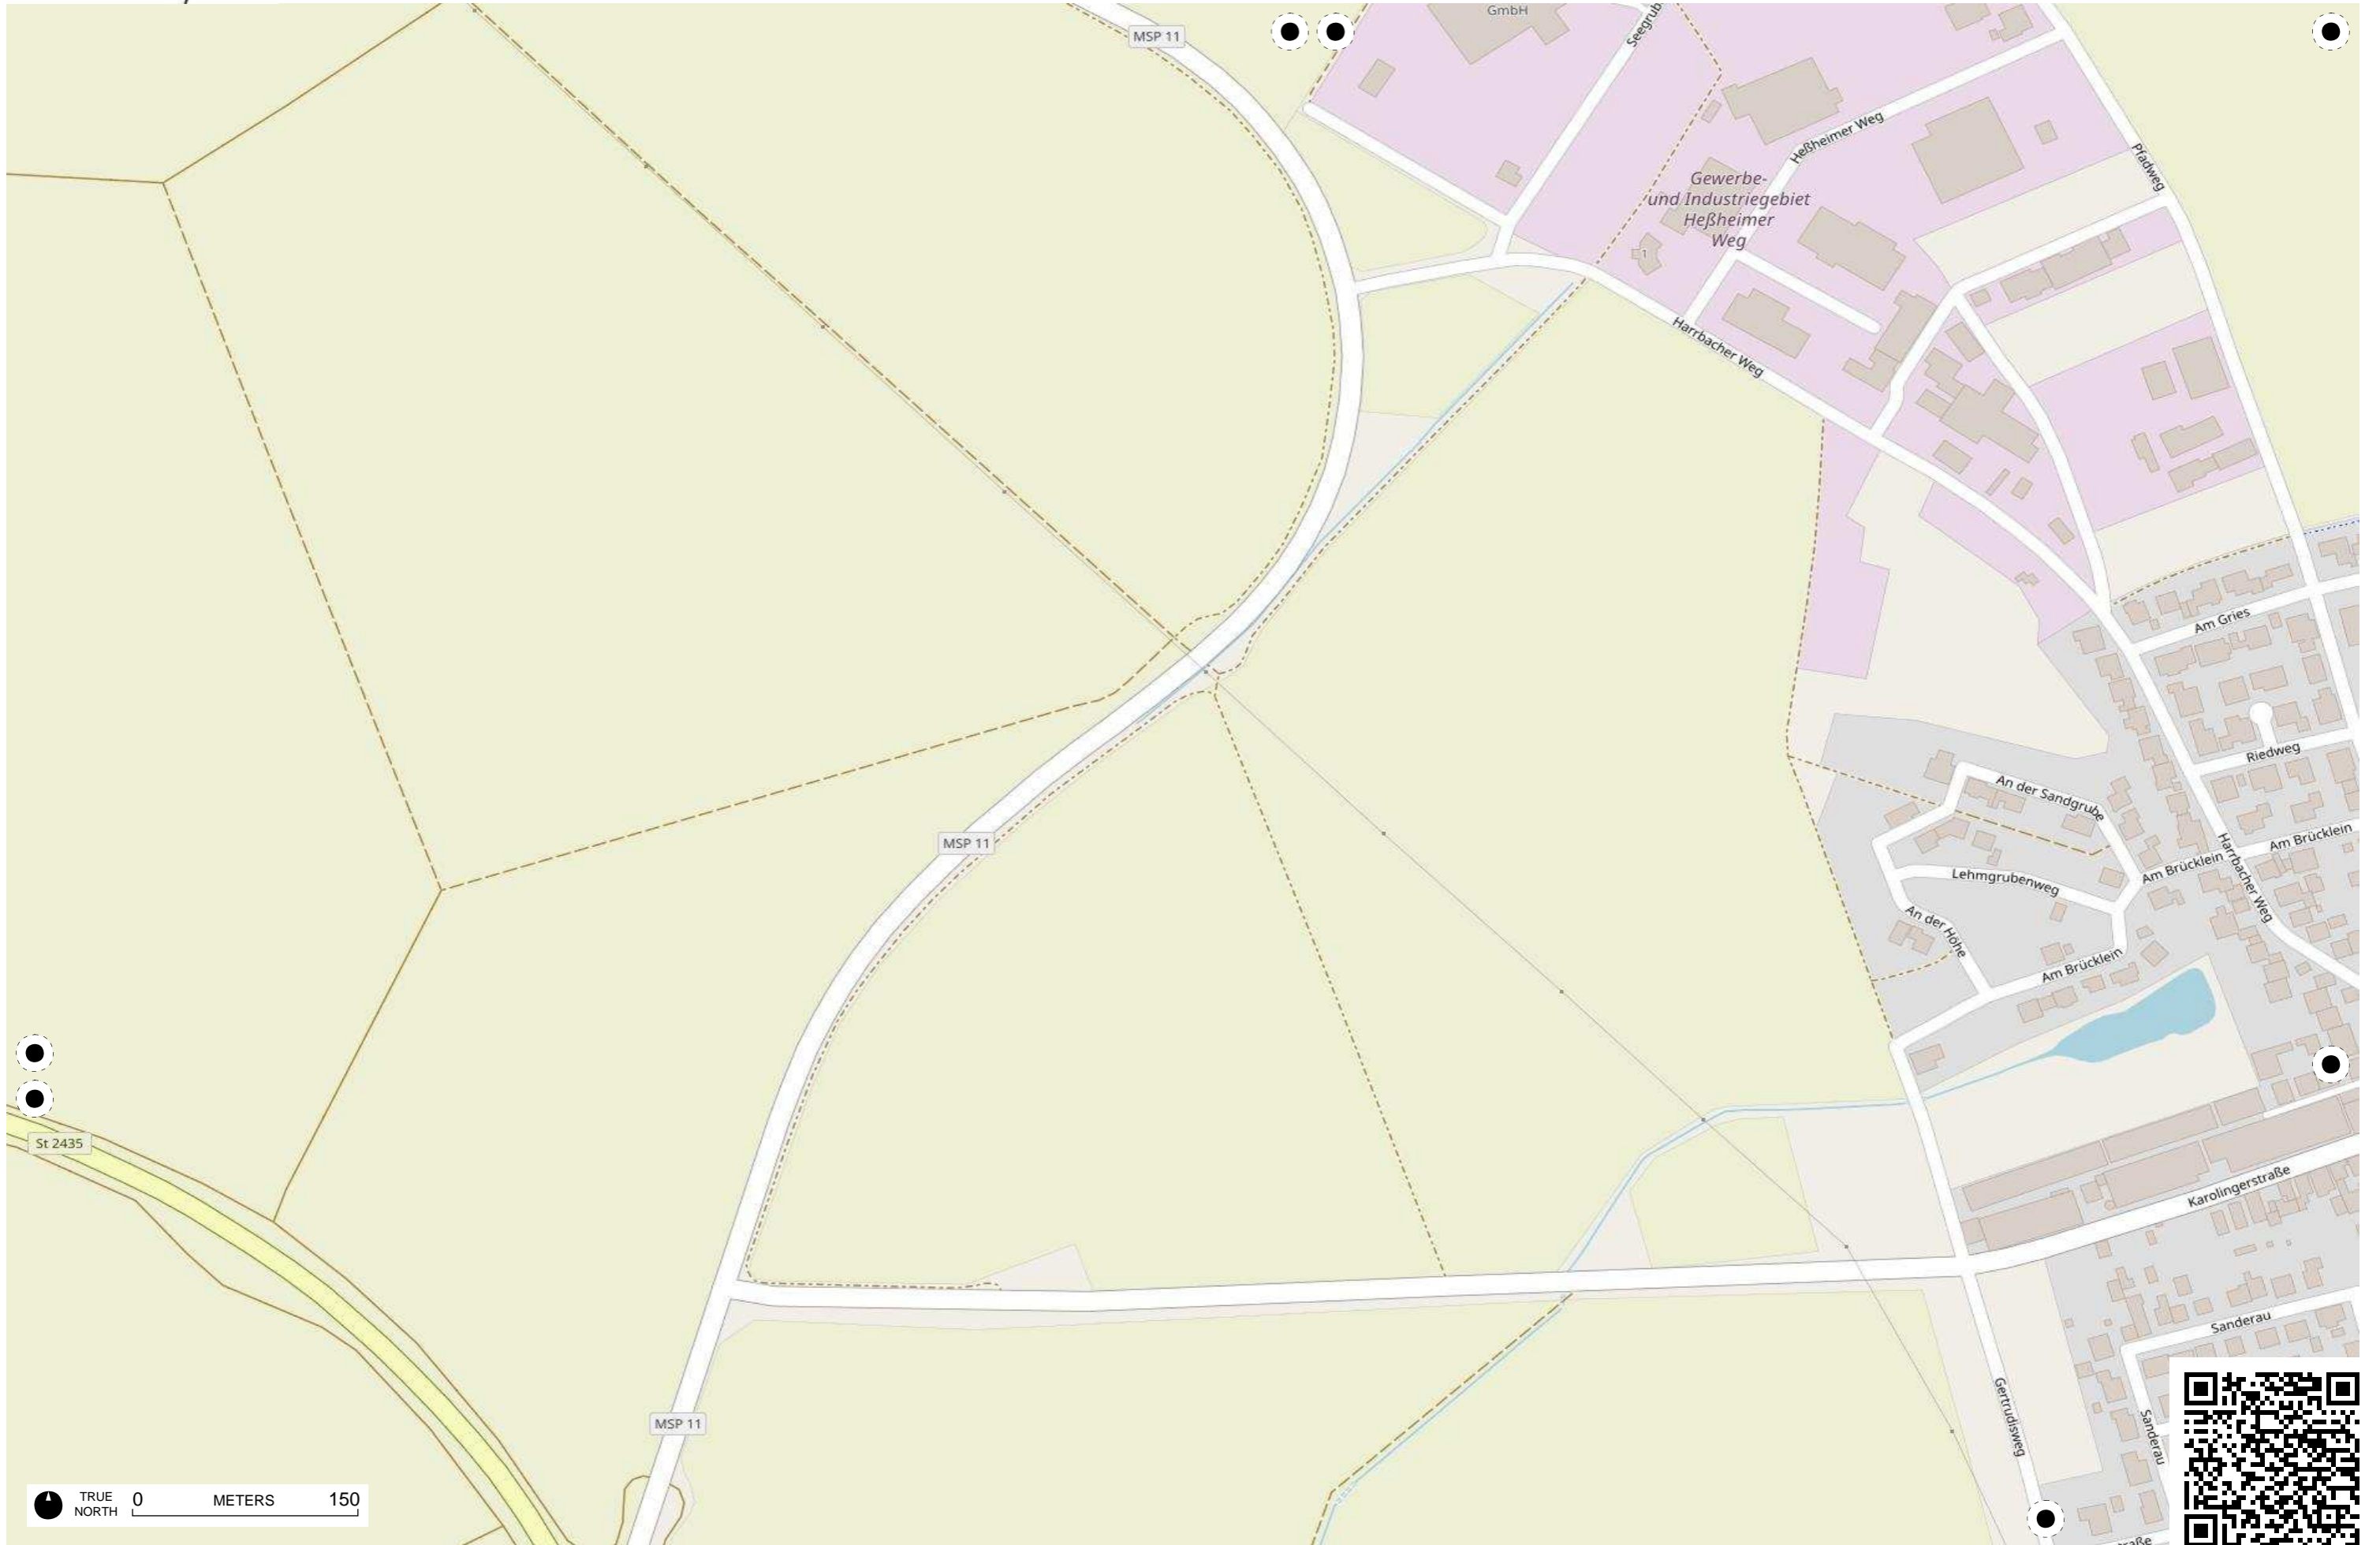 GmbH
Seegrub
MSP 11
Heßheimer Weg
Pfadweg
Gewerbe-
und Industriegebiet
Heßheimer
Weg
1
Harrbacher Weg
Am Gries
Riedweg
An der Sandgrube
Am Brücklein
Am Brücklein
Harrbacher Weg
MSP 11
Lehmgrubenweg
An der Höhe
Am Brücklein
St 2435
Karolingerstraße
Sanderau
Gertrudisweg
Sanderau
MSP 11
TRUE
NORTH
0 METERS 150
raße